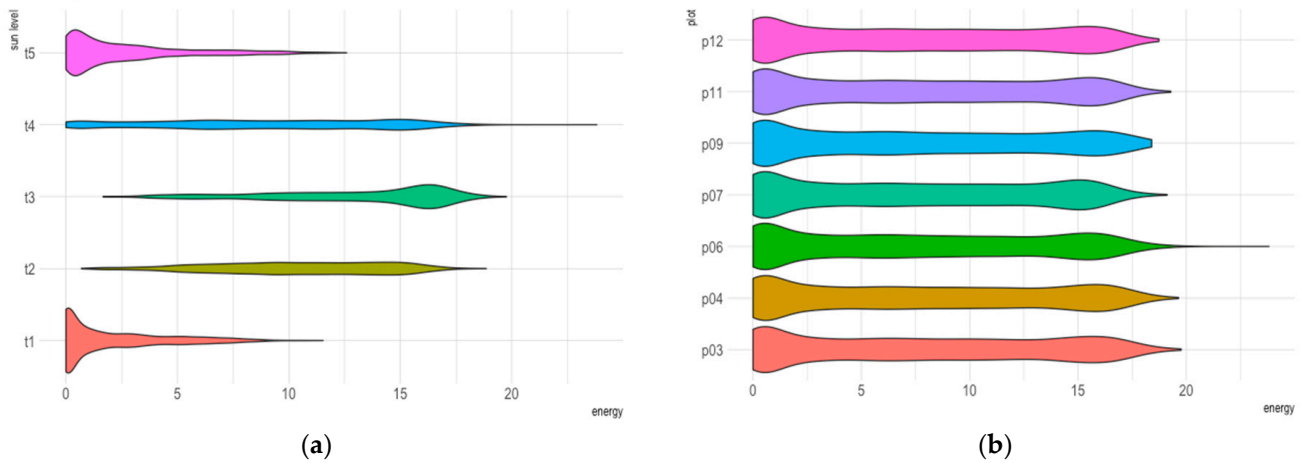 sun level
t5
t4
t3
t2
t1
0 5 10 15 20
energy
(a)
plot
p12
p11
p09
p07
p06
p04
p03
0 5 10 15 20
energy
(b)